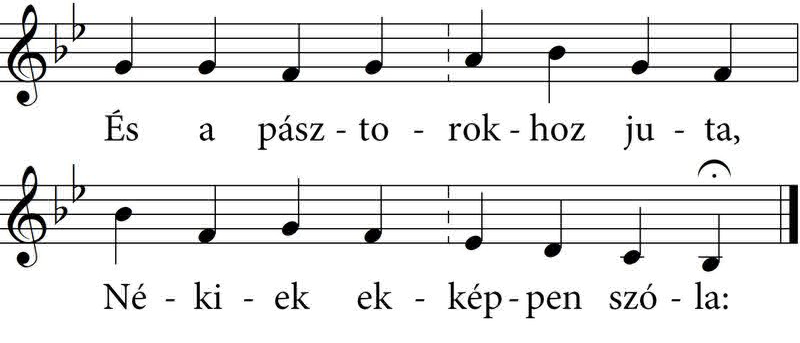 És a pász - to - rok - hoz ju - ta,
Né - ki - ek ek - kép - pen szó - la: